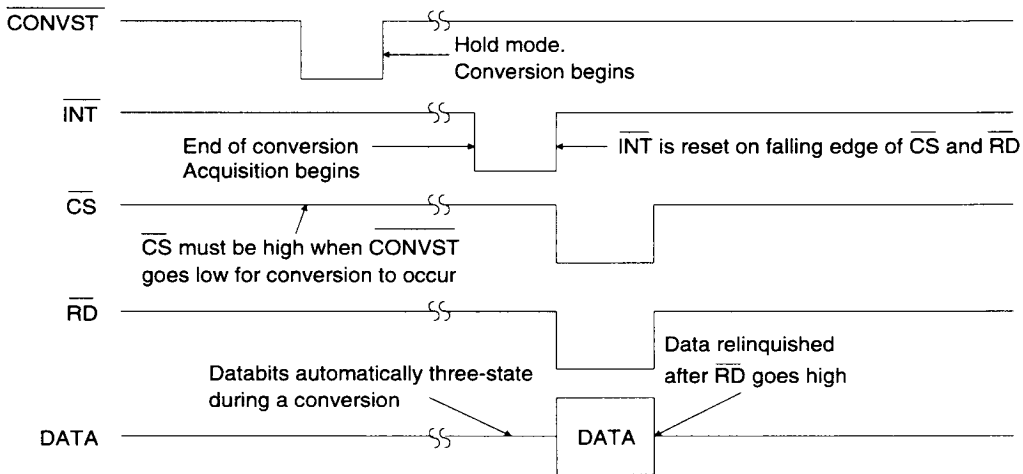 CONVST
Hold mode.
Conversion begins
INT
End of conversion
Acquisition begins
INT is reset on falling edge of CS and RD
CS
CS must be high when CONVST
goes low for conversion to occur
RD
Databits automatically three-state
during a conversion
Data relinquished
after RD goes high
DATA
DATA